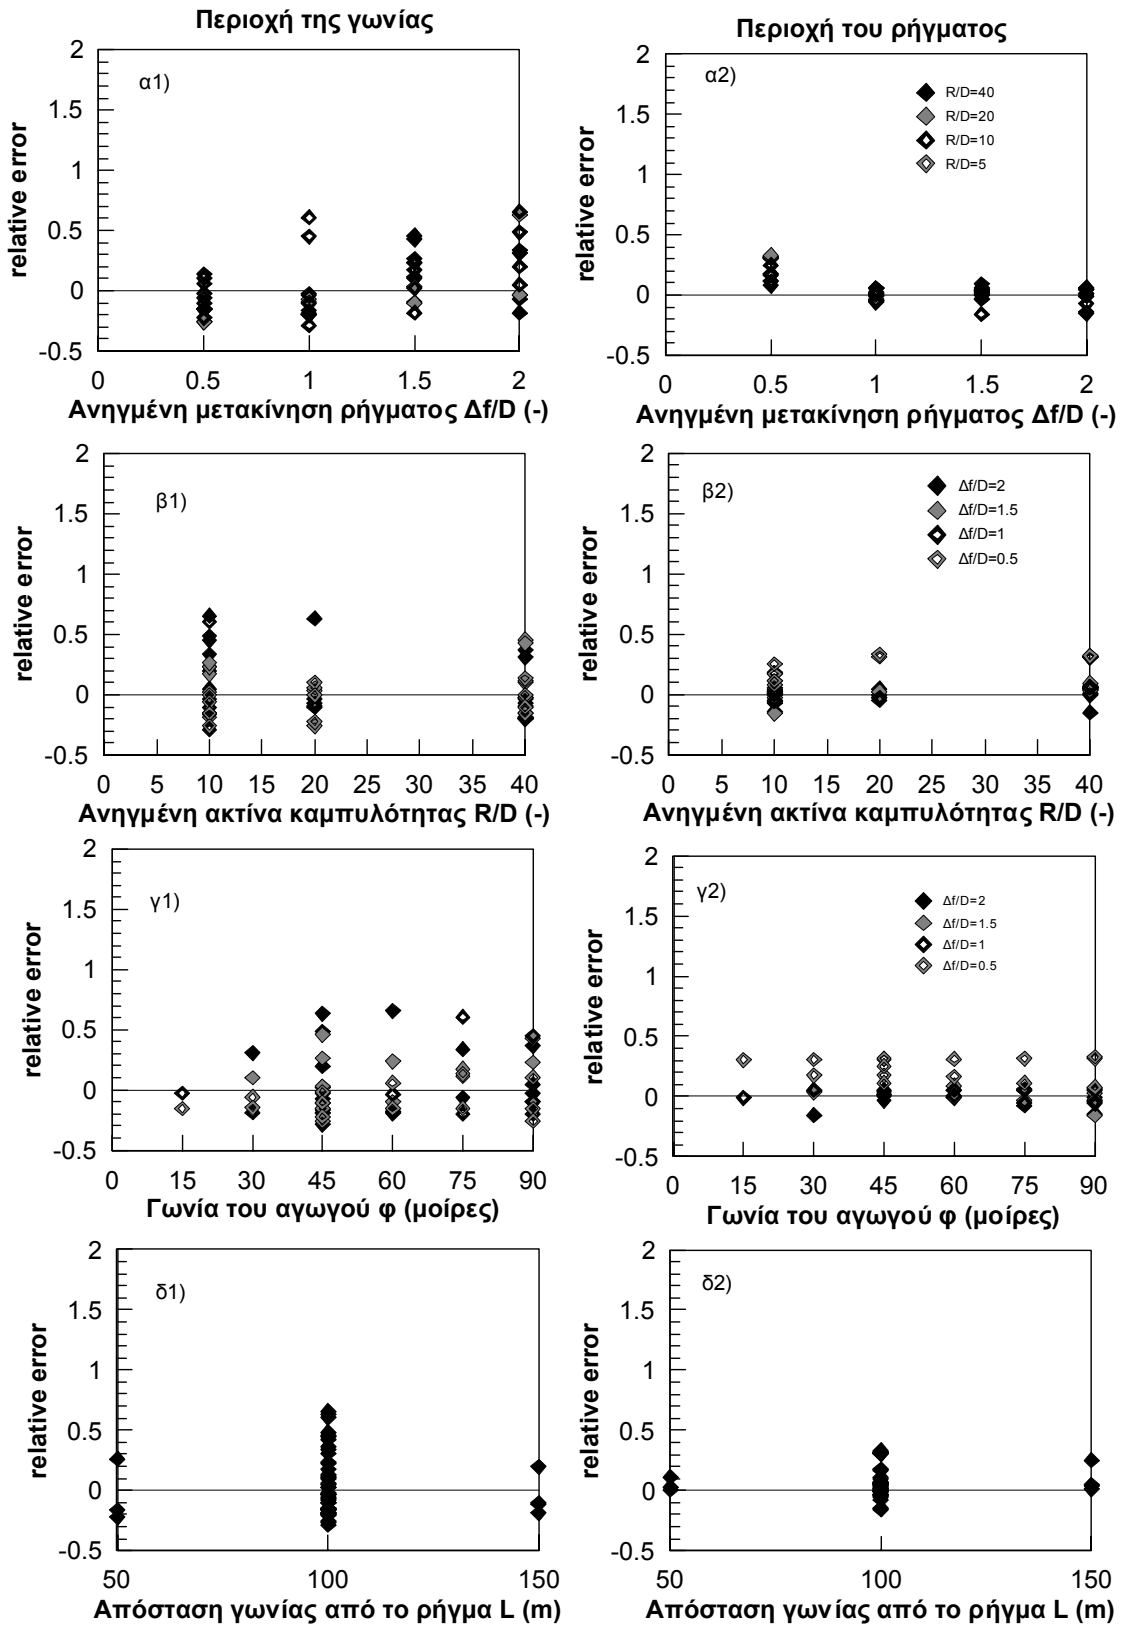 Περιοχή της γωνίας
2
1.5
1
0.5
0
-0.5
relative error
α1)
0 0.5 1 1.5 2
Ανηγμένη μετακίνηση ρήγματος Δf/D (-)
Περιοχή του ρήγματος
2
1.5
1
0.5
0
-0.5
relative error
α2)
R/D=40
R/D=20
R/D=10
R/D=5
0 0.5 1 1.5 2
Ανηγμένη μετακίνηση ρήγματος Δf/D (-)
2
1.5
1
0.5
0
-0.5
relative error
β1)
0 5 10 15 20 25 30 35 40
Ανηγμένη ακτίνα καμπυλότητας R/D (-)
2
1.5
1
0.5
0
-0.5
relative error
β2)
Δf/D=2
Δf/D=1.5
Δf/D=1
Δf/D=0.5
0 5 10 15 20 25 30 35 40
Ανηγμένη ακτίνα καμπυλότητας R/D (-)
2
1.5
1
0.5
0
-0.5
relative error
γ1)
0 15 30 45 60 75 90
Γωνία του αγωγού φ (μοίρες)
2
1.5
1
0.5
0
-0.5
relative error
γ2)
Δf/D=2
Δf/D=1.5
Δf/D=1
Δf/D=0.5
0 15 30 45 60 75 90
Γωνία του αγωγού φ (μοίρες)
2
1.5
1
0.5
0
-0.5
relative error
δ1)
50 100 150
Απόσταση γωνίας από το ρήγμα L (m)
2
1.5
1
0.5
0
-0.5
relative error
δ2)
50 100 150
Απόσταση γωνίας από το ρήγμα L (m)